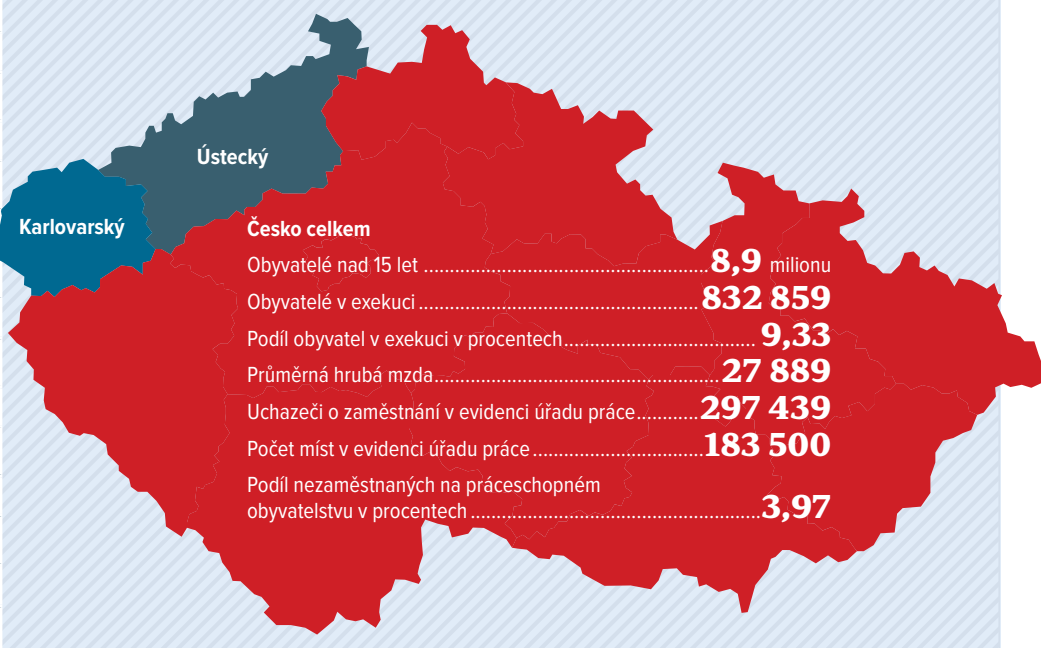 Ústecký
Karlovarský
Česko celkem
Obyvatelé nad 15 let ........................................................ 8,9 milionu
Obyvatelé v exekuci ........................................................ 832 859
Podíl obyvatel v exekuci v procentech...................................... 9,33
Průměrná hrubá mzda........................................................ 27 889
Uchazeči o zaměstnání v evidenci úřadu práce............ 297 439
Počet míst v evidenci úřadu práce .................................. 183 500
Podíl nezaměstnaných na práceschopném
obyvatelstvu v procentech ......................................................... 3,97